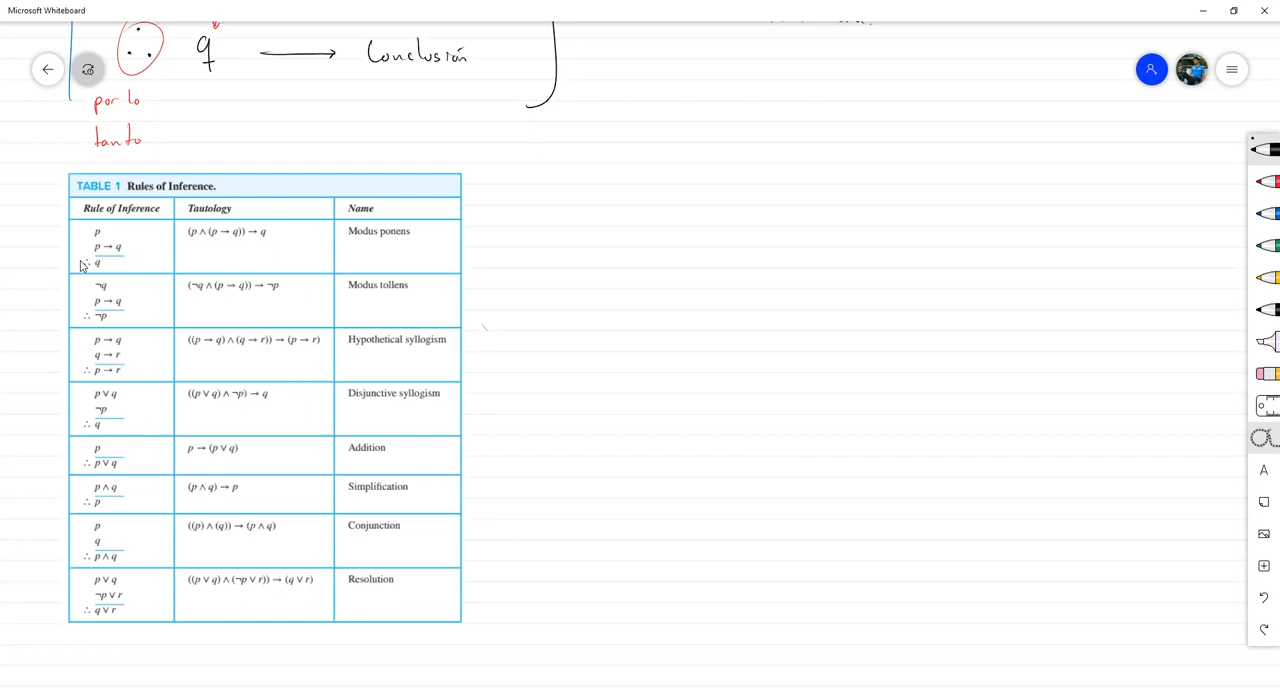 Microsoft Whiteboard
∴ q ⟶ Conclusión
por lo
tanto
TABLE 1 Rules of Inference.
Rule of Inference Tautology Name
p (p ∧ (p → q)) → q Modus ponens
p → q
∴ q
¬q (¬q ∧ (p → q)) → ¬p Modus tollens
p → q
∴ ¬p
p → q ((p → q) ∧ (q → r)) → (p → r) Hypothetical syllogism
q → r
∴ p → r
p ∨ q ((p ∨ q) ∧ ¬p) → q Disjunctive syllogism
¬p
∴ q
p p → (p ∨ q) Addition
∴ p ∨ q
p ∧ q (p ∧ q) → p Simplification
∴ p
p ((p) ∧ (q)) → (p ∧ q) Conjunction
q
∴ p ∧ q
p ∨ q ((p ∨ q) ∧ (¬p ∨ r)) → (q ∨ r) Resolution
¬p ∨ r
∴ q ∨ r
A